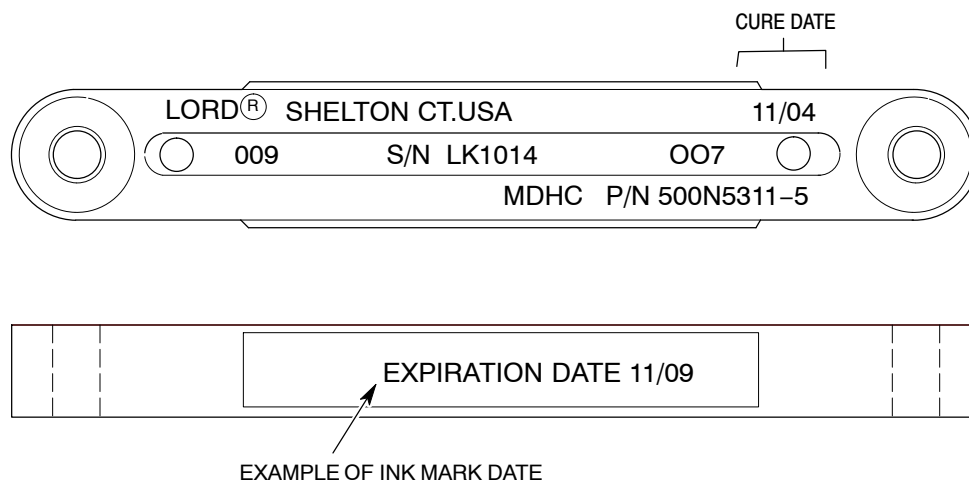 CURE DATE
LORD® SHELTON CT.USA 11/04
009 S/N LK1014 OO7
MDHC P/N 500N5311–5
EXPIRATION DATE 11/09
EXAMPLE OF INK MARK DATE